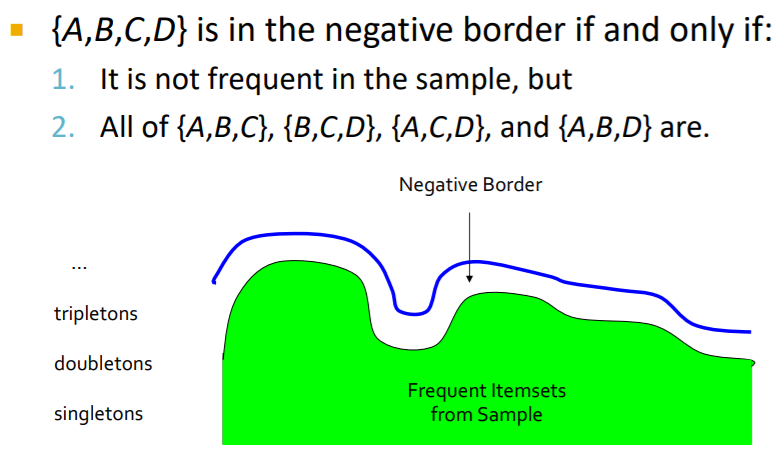 {A,B,C,D} is in the negative border if and only if:
1. It is not frequent in the sample, but
2. All of {A,B,C}, {B,C,D}, {A,C,D}, and {A,B,D} are.
Negative Border
...
tripletons
doubletons
Frequent Itemsets
from Sample
singletons